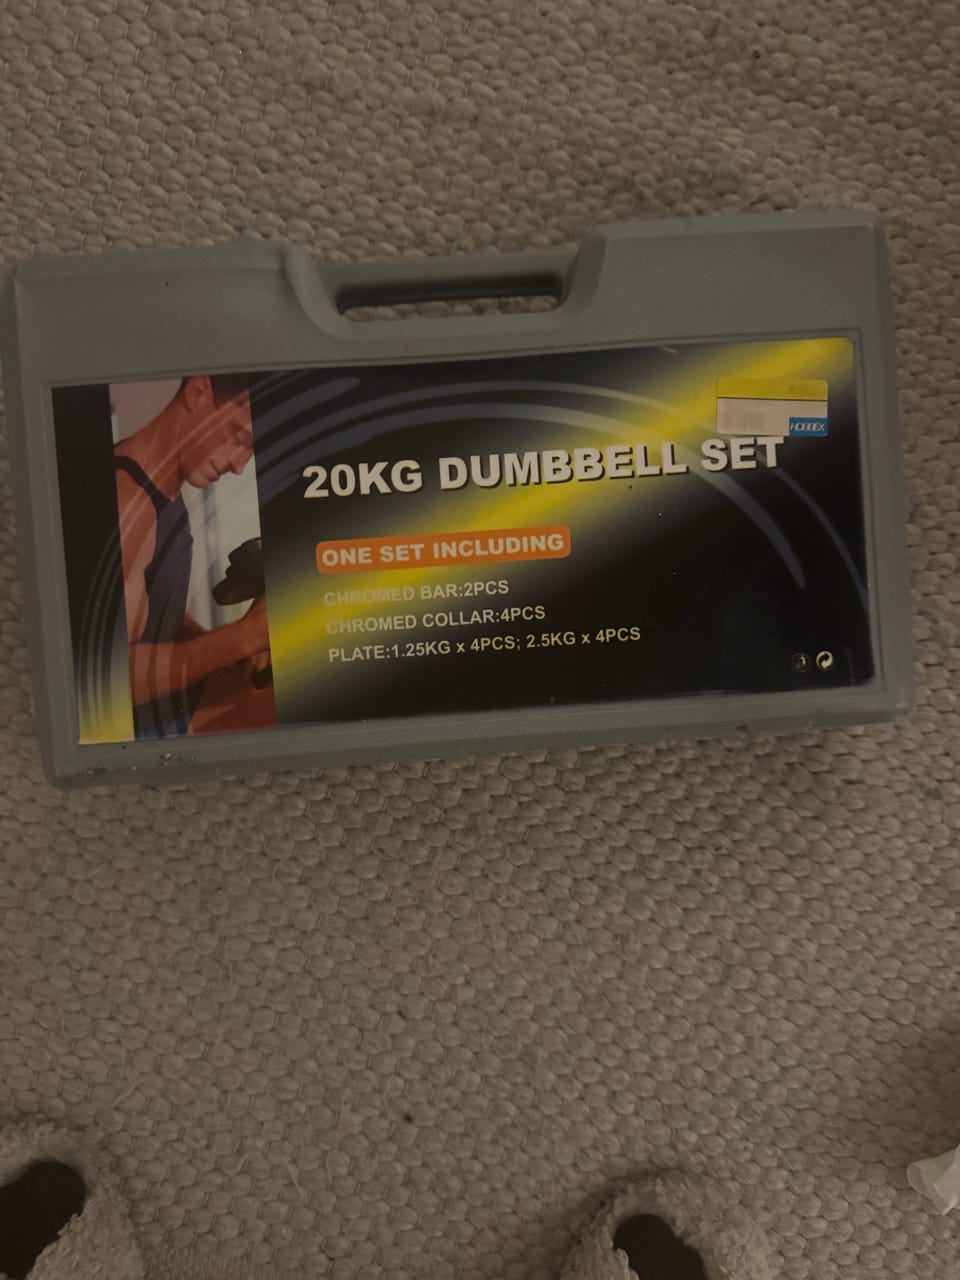 HOBBEX
20KG DUMBBELL SET
ONE SET INCLUDING
CHROMED BAR:2PCS
CHROMED COLLAR:4PCS
PLATE:1.25KG x 4PCS; 2.5KG x 4PCS